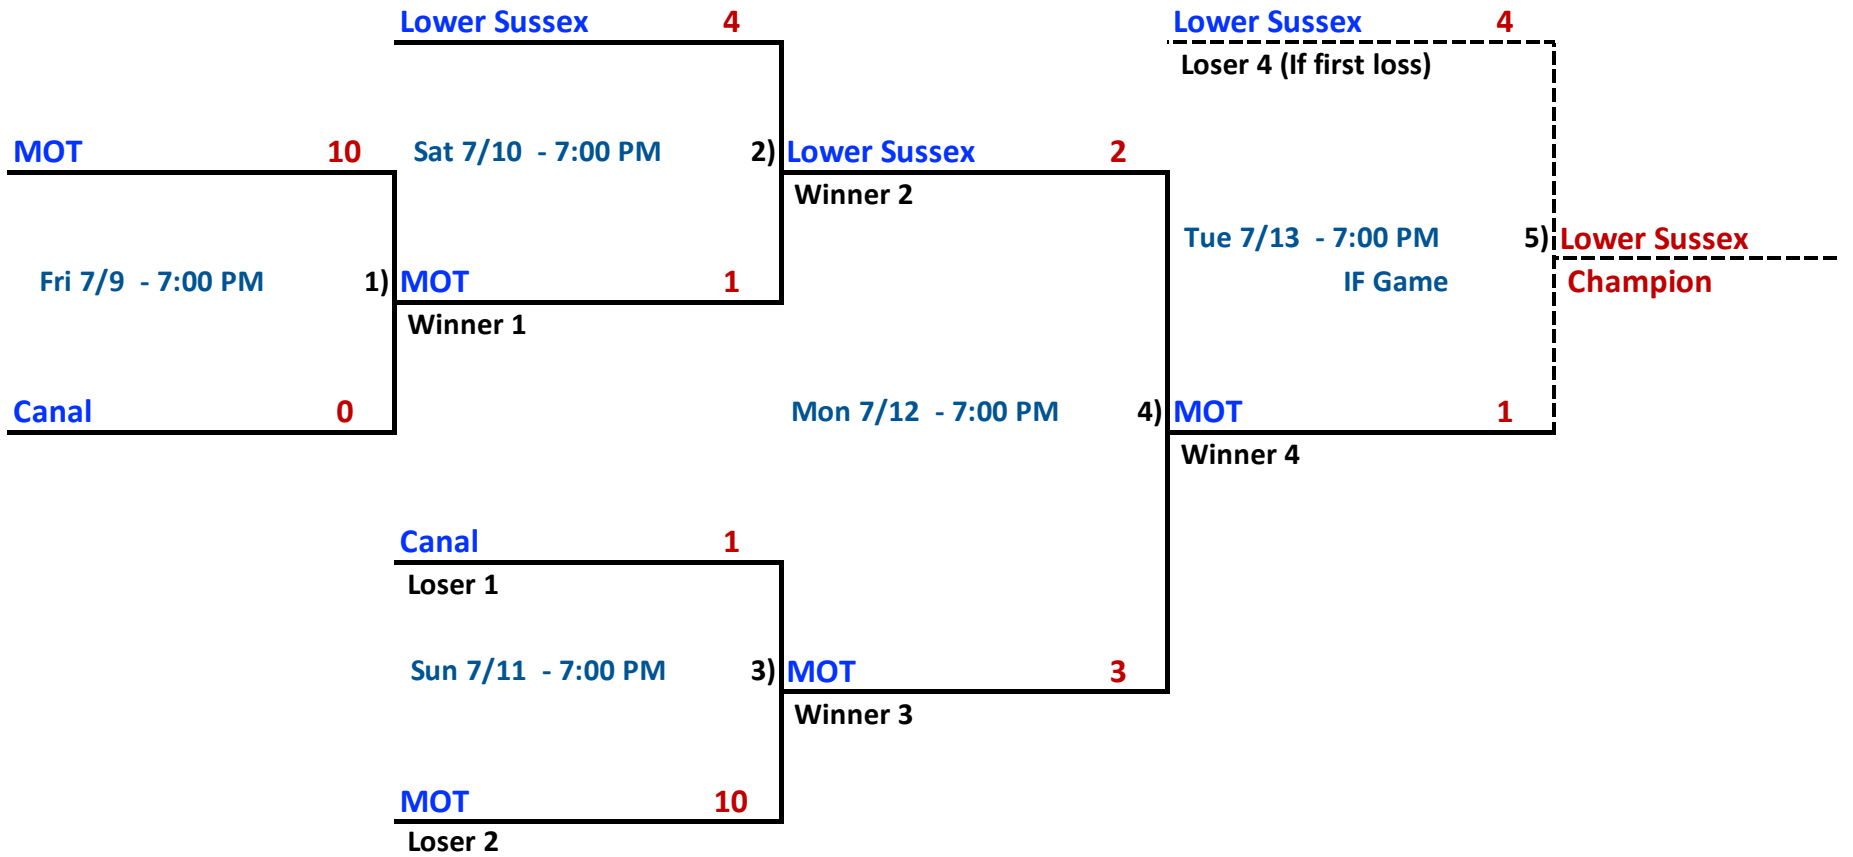 Lower Sussex 4
Lower Sussex 4
Loser 4 (If first loss)
MOT 10
Sat 7/10 - 7:00 PM 2) Lower Sussex 2
Winner 2
Tue 7/13 - 7:00 PM 5) Lower Sussex
Fri 7/9 - 7:00 PM 1) MOT 1
IF Game Champion
Winner 1
Canal 0
Mon 7/12 - 7:00 PM 4) MOT 1
Winner 4
Canal 1
Loser 1
Sun 7/11 - 7:00 PM 3) MOT 3
Winner 3
MOT 10
Loser 2